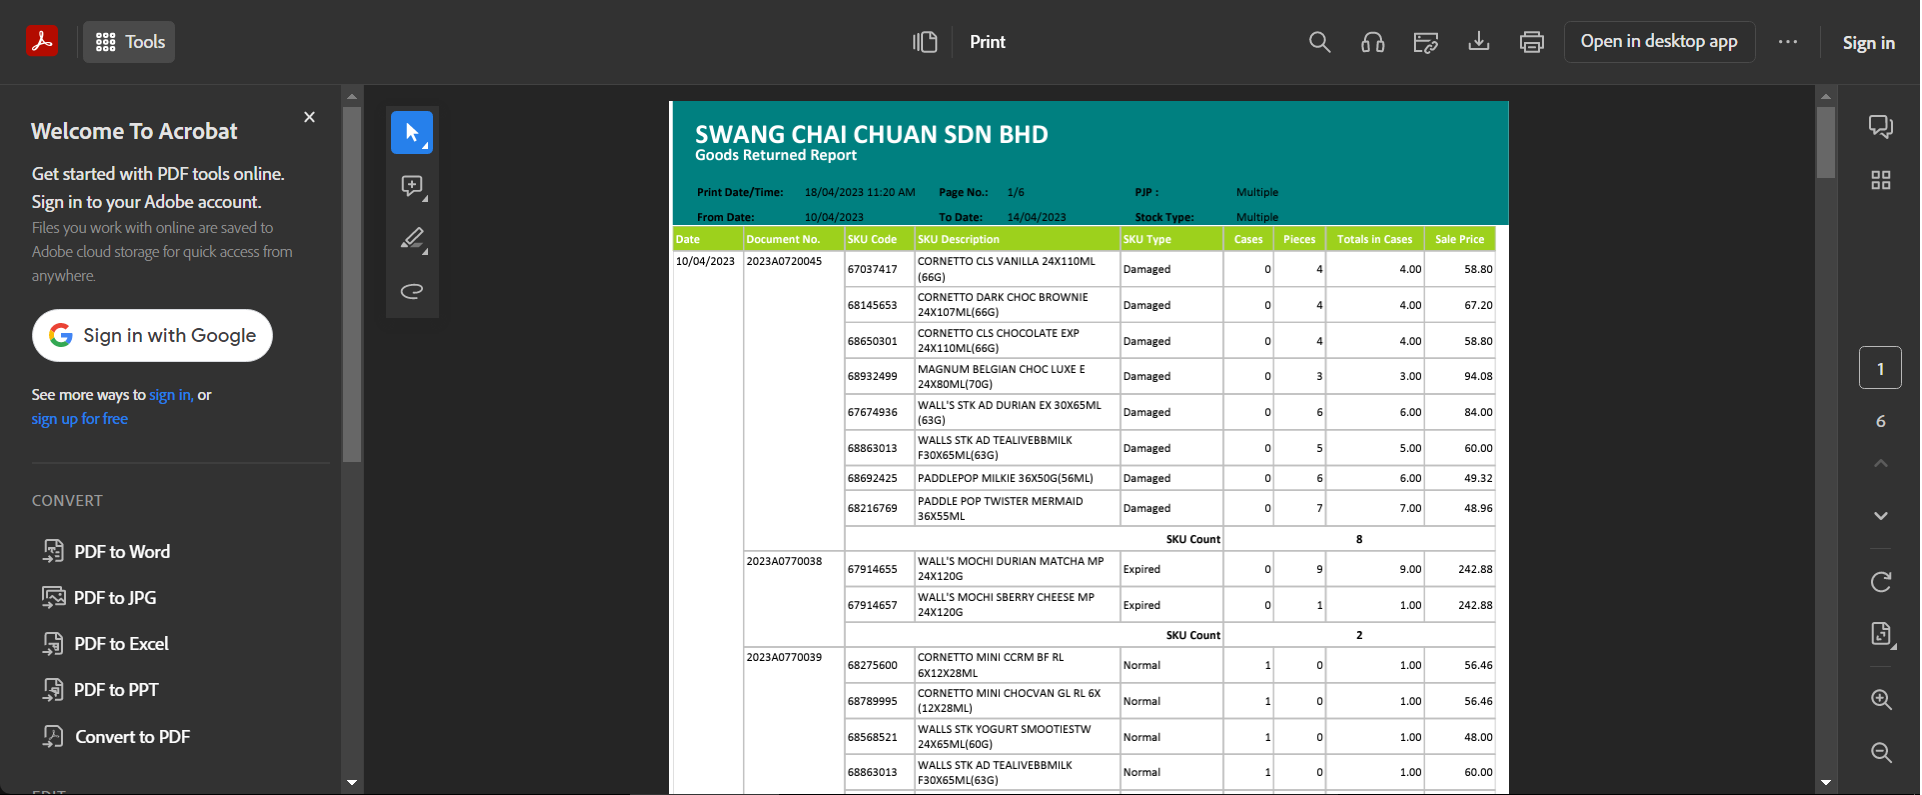 Tools
Print
Open in desktop app
Sign in
Welcome To Acrobat
Get started with PDF tools online.
Sign in to your Adobe account.
Files you work with online are saved to
Adobe cloud storage for quick access from
anywhere.
Sign in with Google
See more ways to sign in, or
sign up for free
CONVERT
PDF to Word
PDF to JPG
PDF to Excel
PDF to PPT
Convert to PDF
SWANG CHAI CHUAN SDN BHD
Goods Returned Report
Print Date/Time: 18/04/2023 11:20 AM Page No.: 1/6 PJP : Multiple
From Date: 10/04/2023 To Date: 14/04/2023 Stock Type: Multiple
Date Document No. SKU Code SKU Description SKU Type Cases Pieces Totals in Cases Sale Price
10/04/2023 2023A0720045 67037417 CORNETTO CLS VANILLA 24X110ML Damaged 0 4 4.00 58.80
(66G)
68145653 CORNETTO DARK CHOC BROWNIE Damaged 0 4 4.00 67.20
24X107ML(66G)
68650301 CORNETTO CLS CHOCOLATE EXP Damaged 0 4 4.00 58.80
24X110ML(66G)
68932499 MAGNUM BELGIAN CHOC LUXE E Damaged 0 3 3.00 94.08
24X80ML(70G)
67674936 WALL'S STK AD DURIAN EX 30X65ML Damaged 0 6 6.00 84.00
(63G)
68863013 WALLS STK AD TEALIVEBBMILK Damaged 0 5 5.00 60.00
F30X65ML(63G)
68692425 PADDLEPOP MILKIE 36X50G(56ML) Damaged 0 6 6.00 49.32
68216769 PADDLE POP TWISTER MERMAID Damaged 0 7 7.00 48.96
36X55ML
SKU Count 8
2023A0770038 67914655 WALL'S MOCHI DURIAN MATCHA MP Expired 0 9 9.00 242.88
24X120G
67914657 WALL'S MOCHI SBERRY CHEESE MP Expired 0 1 1.00 242.88
24X120G
SKU Count 2
2023A0770039 68275600 CORNETTO MINI CCRM BF RL Normal 1 0 1.00 56.46
6X12X28ML
68789995 CORNETTO MINI CHOCVAN GL RL 6X Normal 1 0 1.00 56.46
(12X28ML)
68568521 WALLS STK YOGURT SMOOTIESTW Normal 1 0 1.00 48.00
24X65ML(60G)
68863013 WALLS STK AD TEALIVEBBMILK Normal 1 0 1.00 60.00
F30X65ML(63G)
1
6